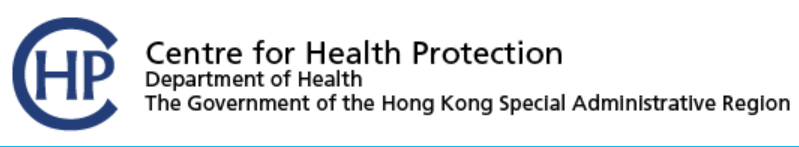 CHP
Centre for Health Protection
Department of Health
The Government of the Hong Kong Special Administrative Region